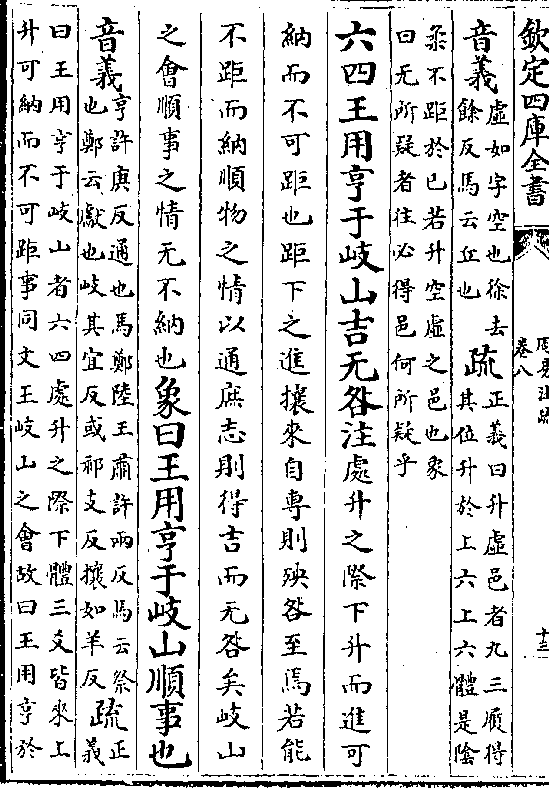 欽定四庫全書
卷八
音義虛如字空也徐去
餘反馬云丘也疏正義曰升虛邑者九三履得
其位升於上六上六體是陰
柔不距於已若升空虛之邑也象
曰无所疑者往必得邑何所疑乎
六四王用亨于岐山吉无咎注處升之際下升而進可
納而不可距也距下之進攘來自專則殃咎至焉若能
不距而納順物之情以通庶志則得吉而无咎矣岐山
之會順事之情无不納也象曰王用亨于岐山順事也
音義亨許庚反通也馬鄭陸王肅許兩反馬云祭
也鄭云獻也岐其宜反或祁支反攘如羊反疏正
義
曰王用亨于岐山者六四處升之際下體三爻皆來上
升可納而不可距事同文王岐山之會故曰王用亨於